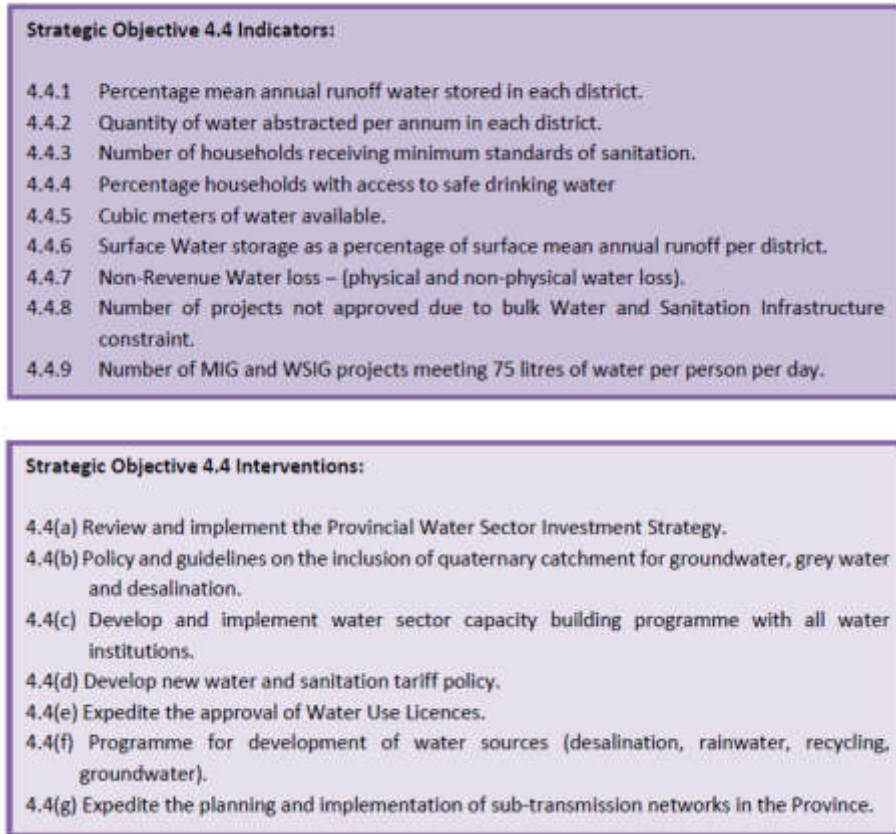 Strategic Objective 4.4 Indicators:
4.4.1 Percentage mean annual runoff water stored in each district.
4.4.2 Quantity of water abstracted per annum in each district.
4.4.3 Number of households receiving minimum standards of sanitation.
4.4.4 Percentage households with access to safe drinking water
4.4.5 Cubic meters of water available.
4.4.6 Surface Water storage as a percentage of surface mean annual runoff per district.
4.4.7 Non-Revenue Water loss – (physical and non-physical water loss).
4.4.8 Number of projects not approved due to bulk Water and Sanitation Infrastructure
constraint.
4.4.9 Number of MIG and WSIG projects meeting 75 litres of water per person per day.
Strategic Objective 4.4 Interventions:
4.4(a) Review and implement the Provincial Water Sector Investment Strategy.
4.4(b) Policy and guidelines on the inclusion of quaternary catchment for groundwater, grey water
and desalination.
4.4(c) Develop and implement water sector capacity building programme with all water
institutions.
4.4(d) Develop new water and sanitation tariff policy.
4.4(e) Expedite the approval of Water Use Licences.
4.4(f) Programme for development of water sources (desalination, rainwater, recycling,
groundwater).
4.4(g) Expedite the planning and implementation of sub-transmission networks in the Province.